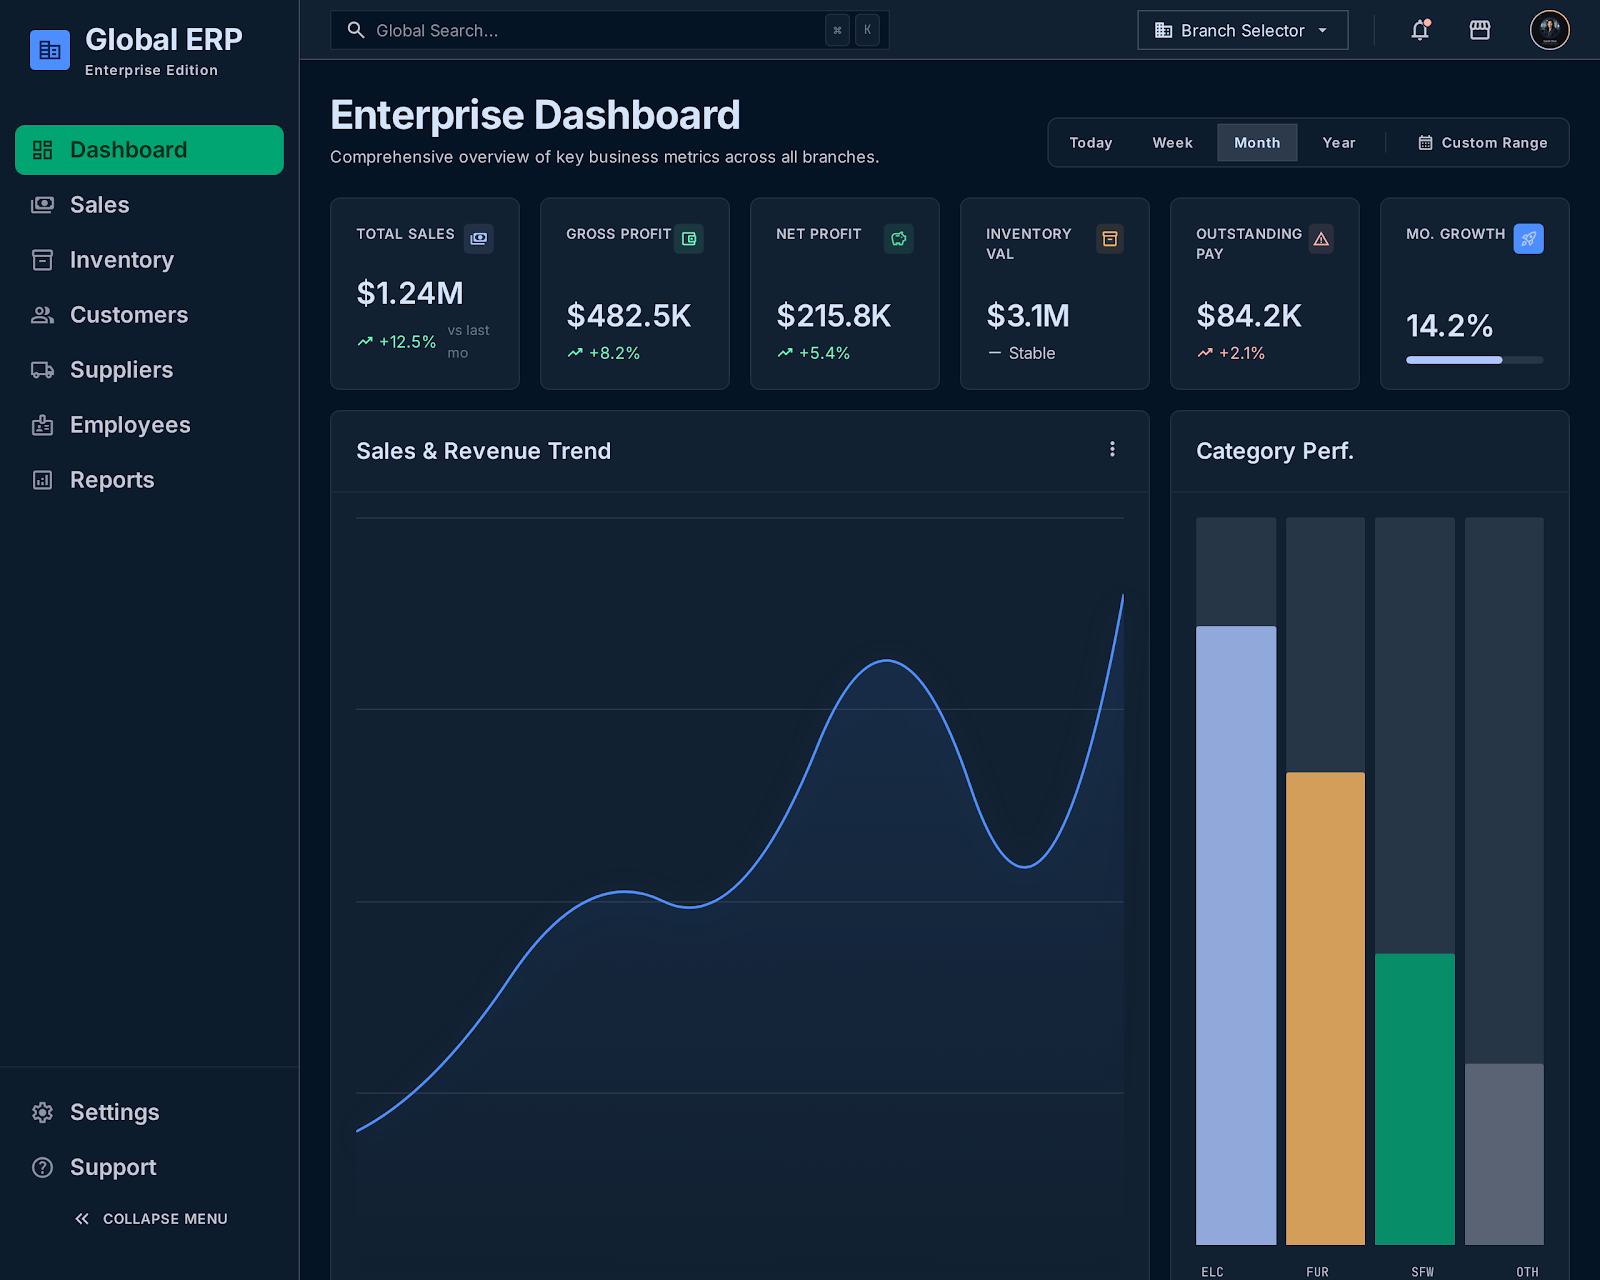 Global ERP
Enterprise Edition
Dashboard
Sales
Inventory
Customers
Suppliers
Employees
Reports
Settings
Support
COLLAPSE MENU
Global Search...
⌘ K
Branch Selector
Enterprise Dashboard
Comprehensive overview of key business metrics across all branches.
Today Week Month Year Custom Range
TOTAL SALES
$1.24M
+12.5% vs last
mo
GROSS PROFIT
$482.5K
+8.2%
NET PROFIT
$215.8K
+5.4%
INVENTORY
VAL
$3.1M
Stable
OUTSTANDING
PAY
$84.2K
+2.1%
MO. GROWTH
14.2%
Sales & Revenue Trend
Category Perf.
ELC FUR SFW OTH